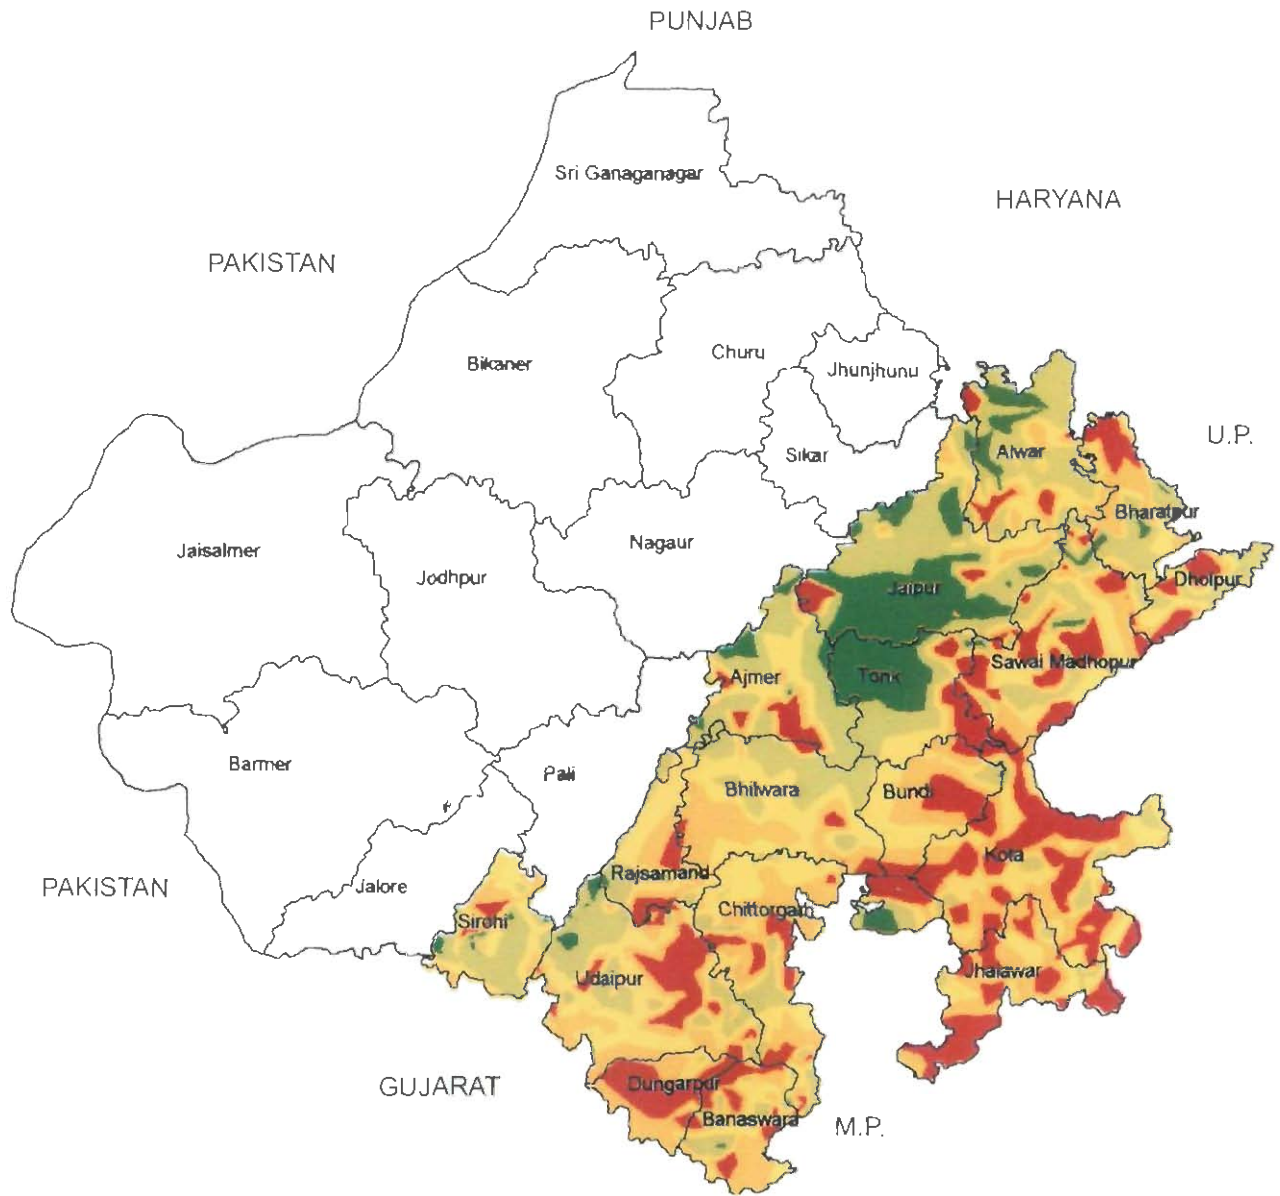 PUNJAB
Sri Ganaganagar
HARYANA
PAKISTAN
Churu
Bikaner
Jhunjhunu
U.P.
Sikar
Alwar
Bharatpur
Nagaur
Jaisalmer
Jodhpur
Dholpur
Jaipur
Sawai Madhopur
Ajmer
Tonk
Barmer
Pali
Bhilwara
Bundi
Kota
Rajsamand
PAKISTAN
Jalore
Chittorgarh
Sirohi
Jhalawar
Udaipur
GUJARAT
Dungarpur
Banaswara
M.P.